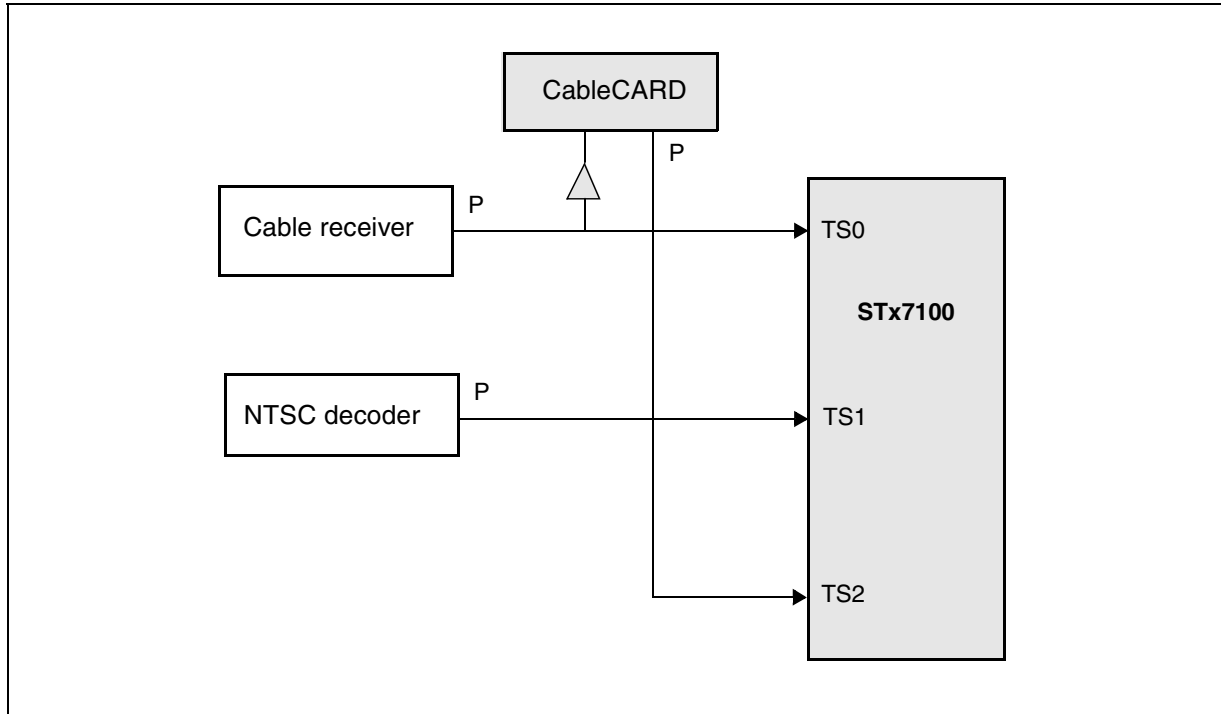 CableCARD
P
P
Cable receiver
TS0
STx7100
P
NTSC decoder
TS1
TS2